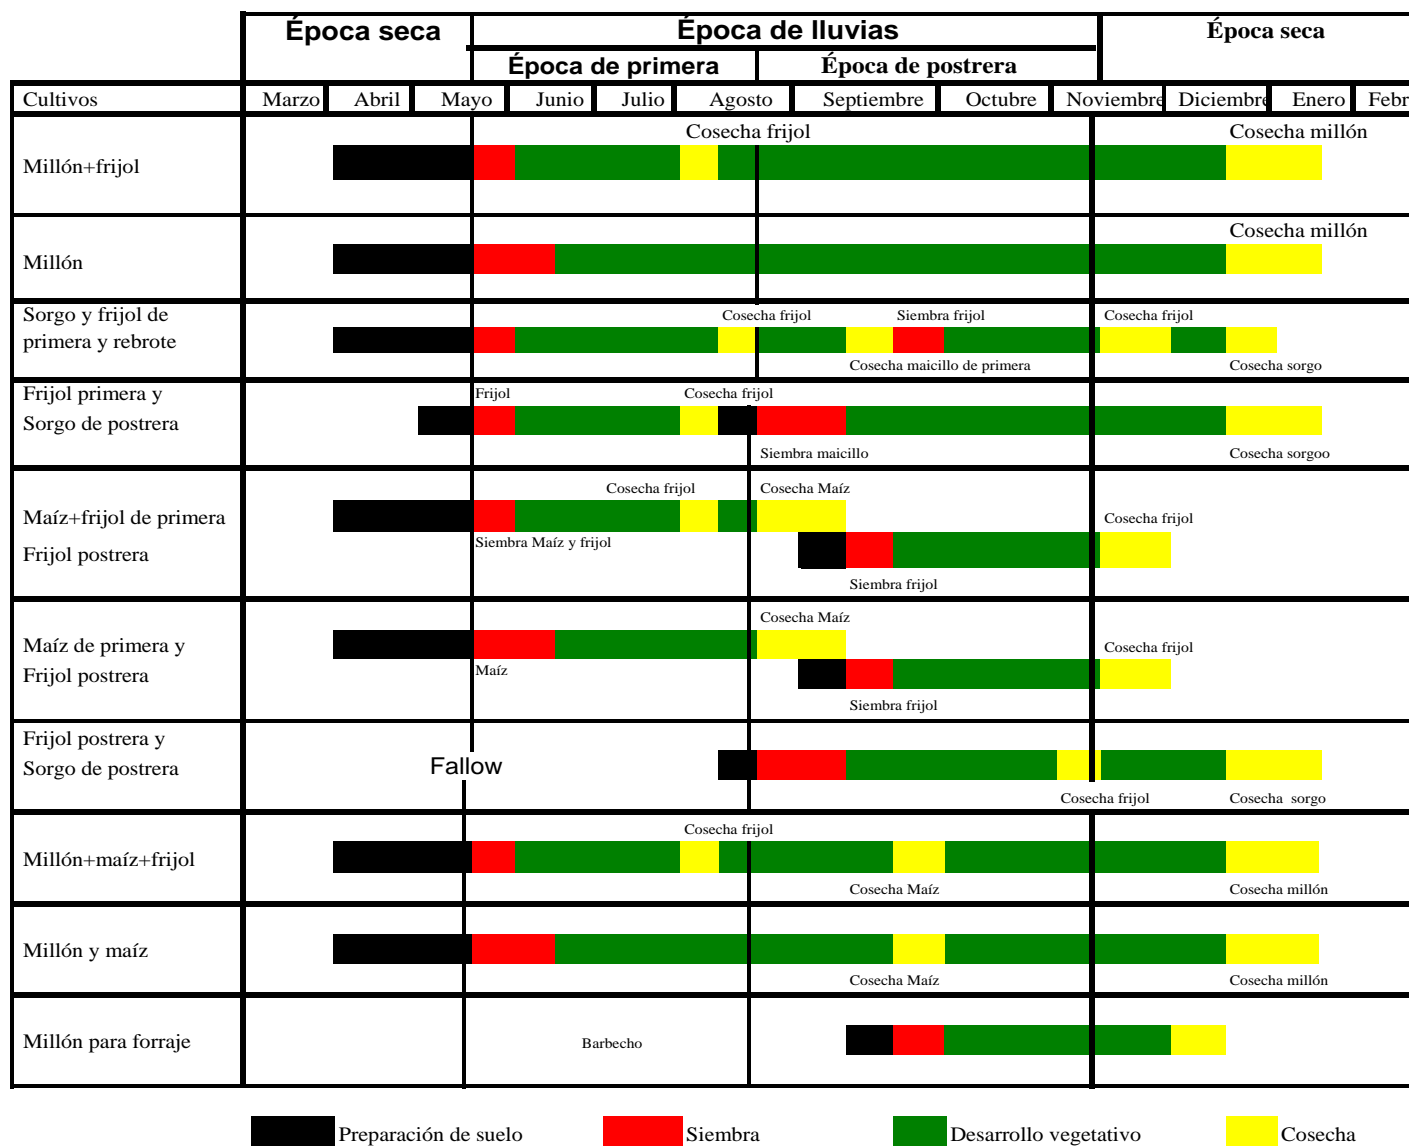 Época seca
Época de lluvias
Época seca
Época de primera
Época de postrera
Cultivos
Marzo
Abril
Mayo
Junio
Julio
Agosto
Septiembre
Octubre
Noviembre
Diciembre
Enero
Febr
Cosecha frijol
Cosecha millón
Millón+frijol
Cosecha millón
Millón
Sorgo y frijol de
primera y rebrote
Cosecha frijol
Siembra frijol
Cosecha frijol
Cosecha maicillo de primera
Cosecha sorgo
Frijol primera y
Sorgo de postrera
Frijol
Cosecha frijol
Siembra maicillo
Cosecha sorgoo
Cosecha frijol
Cosecha Maíz
Maíz+frijol de primera
Cosecha frijol
Siembra Maíz y frijol
Frijol postrera
Siembra frijol
Cosecha Maíz
Maíz de primera y
Cosecha frijol
Maíz
Frijol postrera
Siembra frijol
Frijol postrera y
Sorgo de postrera
Fallow
Cosecha frijol
Cosecha  sorgo
Cosecha frijol
Millón+maíz+frijol
Cosecha Maíz
Cosecha millón
Millón y maíz
Cosecha Maíz
Cosecha millón
Millón para forraje
Barbecho
Preparación de suelo
Siembra
Desarrollo vegetativo
Cosecha